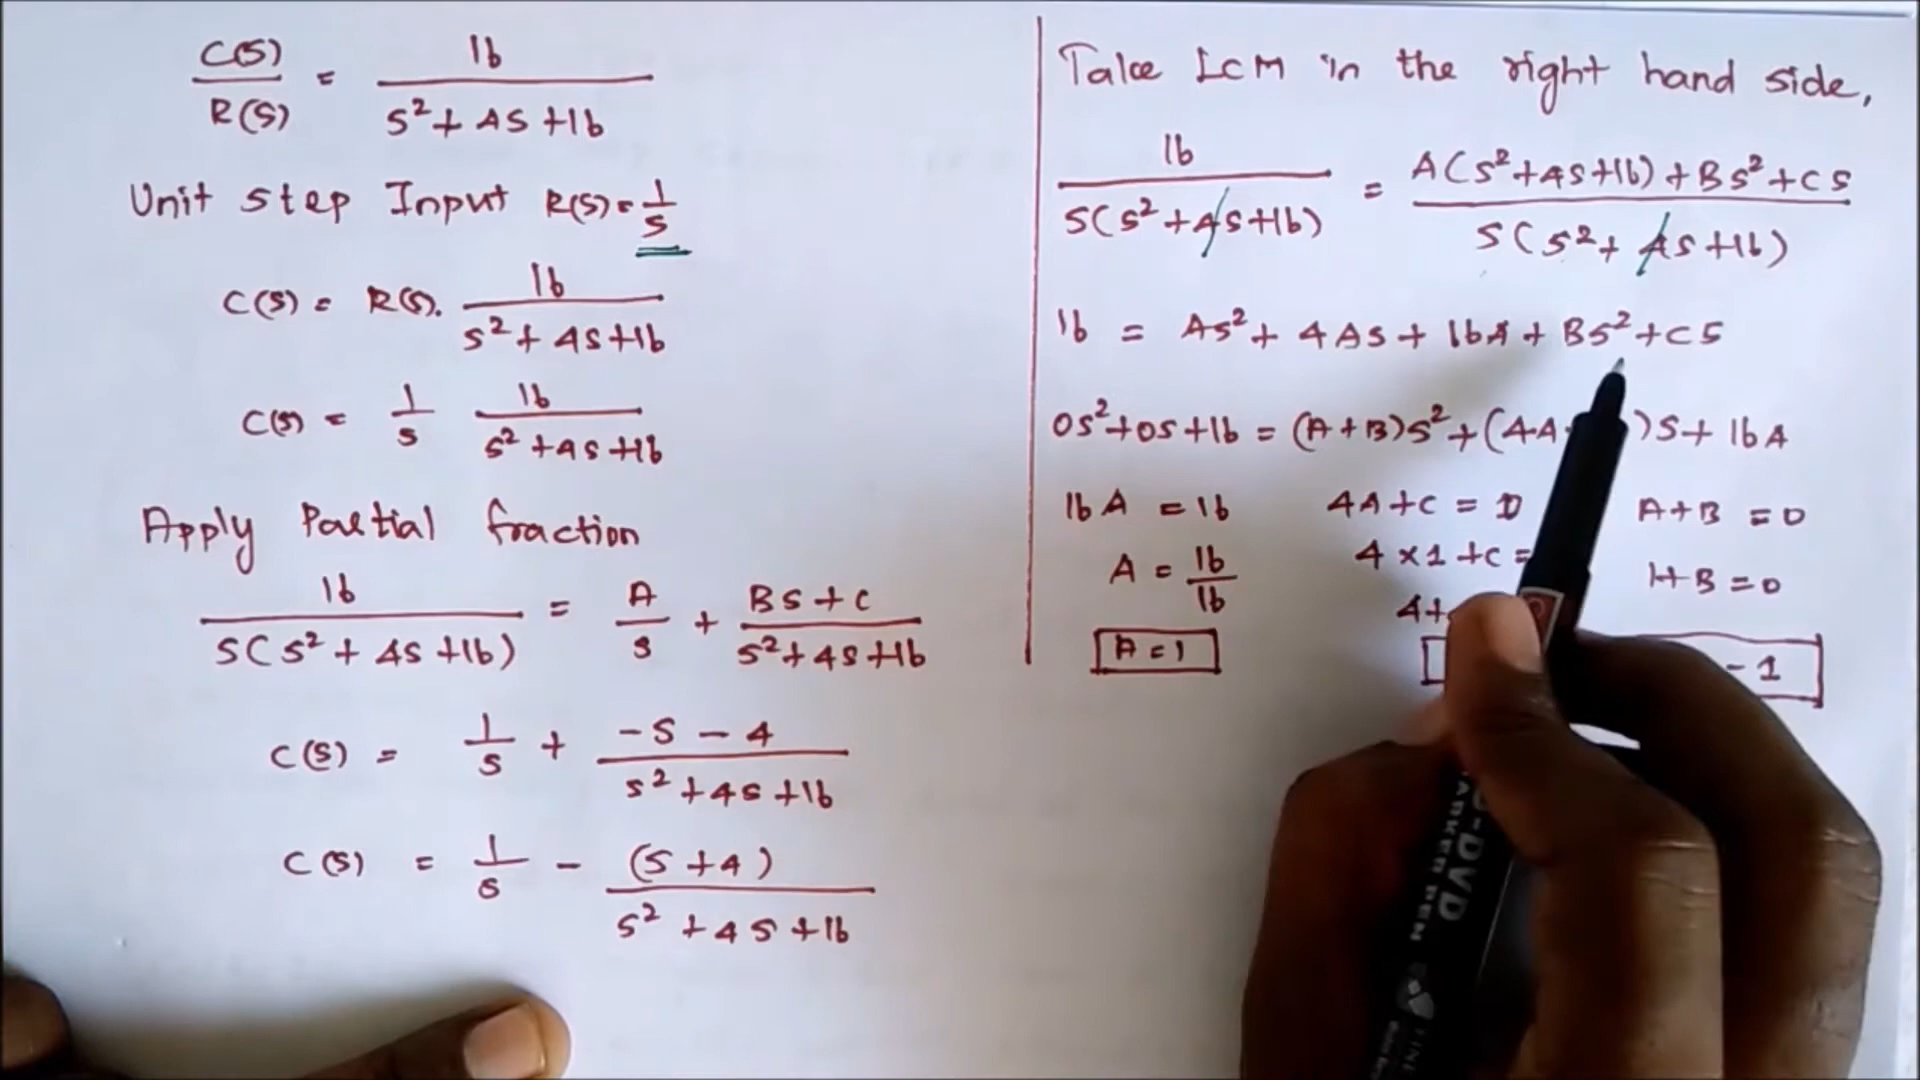 C(S)/R(S) = 16/(S²+4S+16)
Unit Step Input R(S) = 1/S
C(S) = R(S). 16/(S²+4S+16)
C(S) = 1/S 16/(S²+4S+16)
Apply Partial fraction
16/(S(S²+4S+16)) = A/S + (BS+C)/(S²+4S+16)
C(S) = 1/S + (-S-4)/(S²+4S+16)
C(S) = 1/S - (S+4)/(S²+4S+16)
Take LCM in the right hand side,
16/(S(S²+4S+16)) = (A(S²+4S+16)+BS²+CS)/(S(S²+4S+16))
16 = AS²+4AS+16A+BS²+CS
0S²+0S+16 = (A+B)S²+(4A )S+16A
16A = 16
A = 16/16
A = 1
4A+C = 0
4×1+C =
4+
A+B = 0
1+B = 0
-1
DVD
MARKER PEN